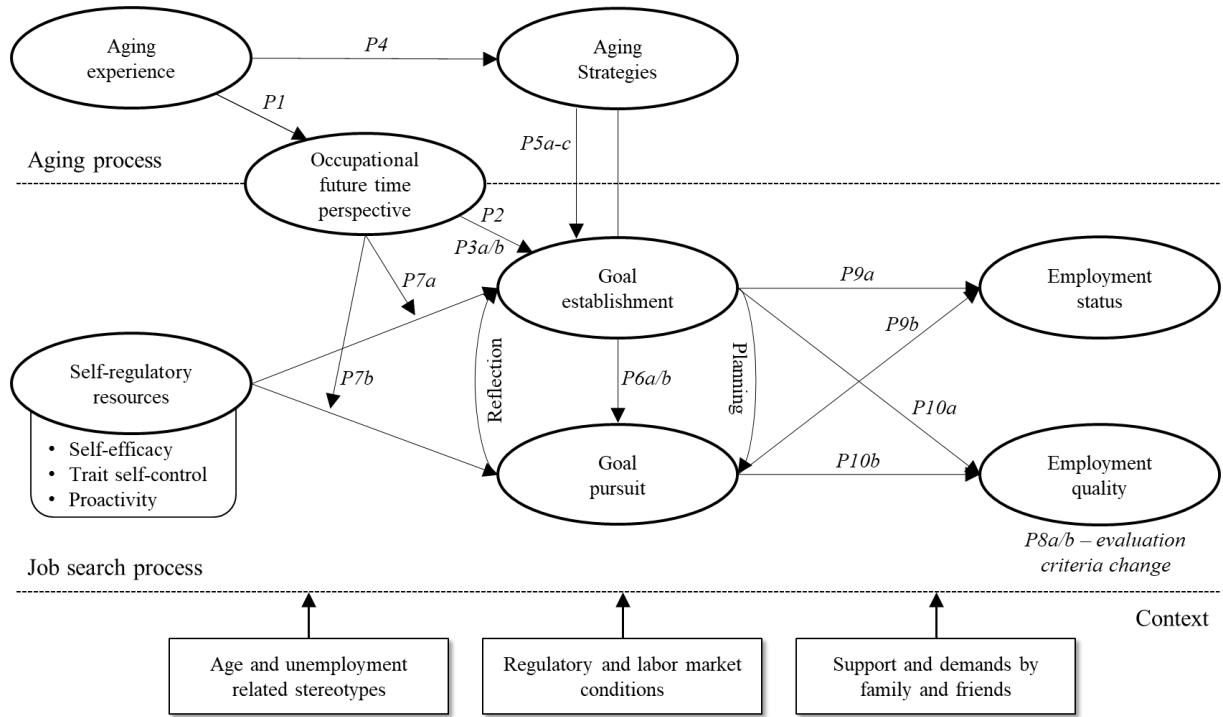 Aging
experience
P4
Aging
Strategies
P1
P5a-c
Aging process
Occupational
future time
perspective
P2
P3a/b
P7a
Goal
establishment
P9a
Employment
status
P9b
Self-regulatory
resources
• Self-efficacy
• Trait self-control
• Proactivity
P7b
Reflection
P6a/b
Planning
P10a
Goal
pursuit
P10b
Employment
quality
P8a/b – evaluation
criteria change
Job search process
Context
Age and unemployment
related stereotypes
Regulatory and labor market
conditions
Support and demands by
family and friends